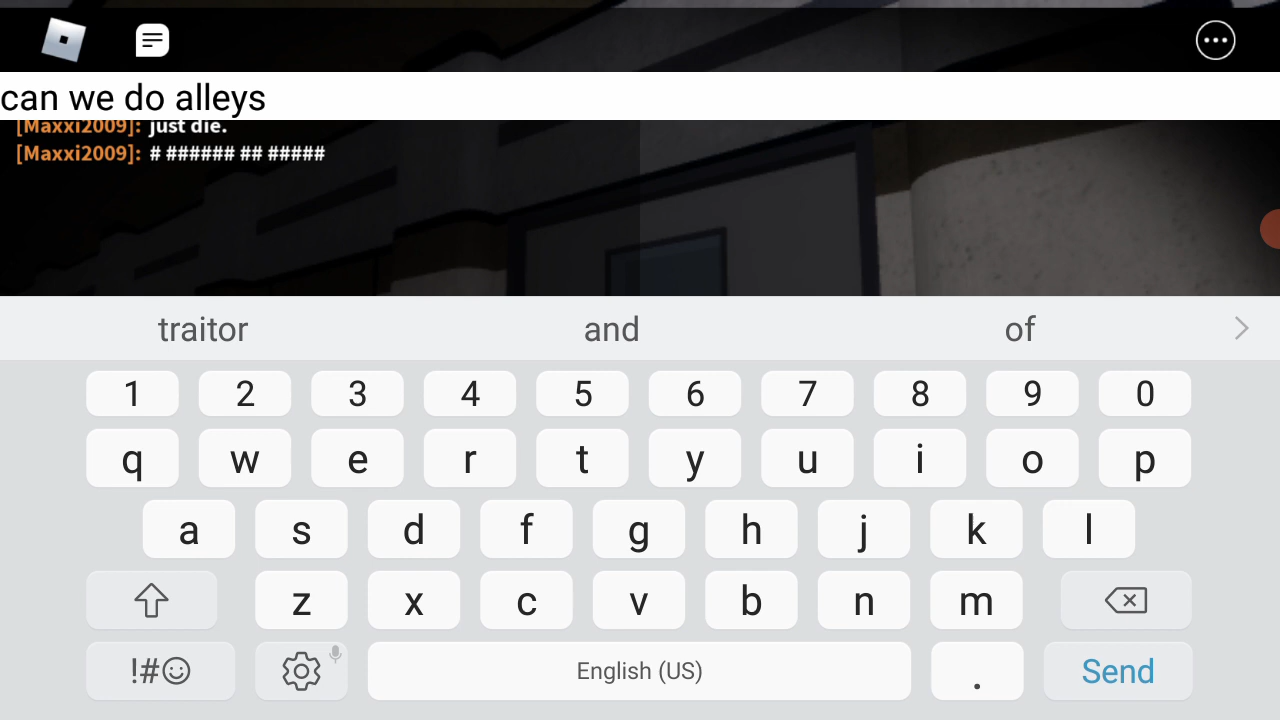 can we do alleys
[Maxxi2009]: just die.
[Maxxi2009]: # ###### ## #####
traitor and of
1 2 3 4 5 6 7 8 9 0
q w e r t y u i o p
a s d f g h j k l
z x c v b n m
!#☺ English (US) . Send